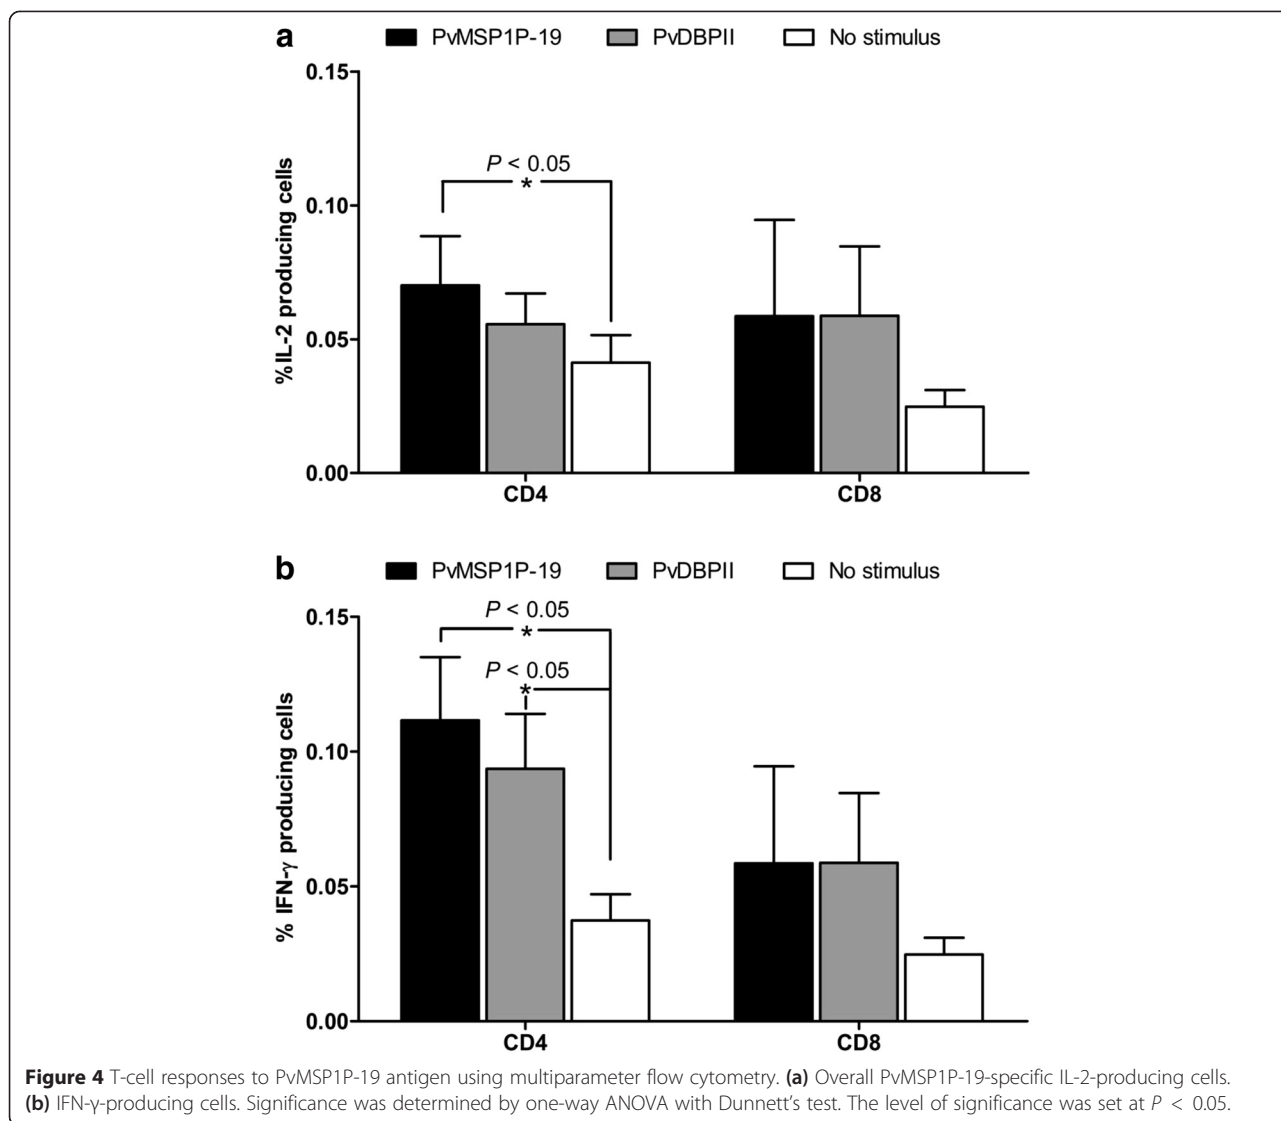 a
PvMSP1P-19 PvDBPII No stimulus
0.15
P < 0.05
*
0.10
%IL-2 producing cells
0.05
0.00
CD4 CD8
b
PvMSP1P-19 PvDBPII No stimulus
0.15
P < 0.05
*
P < 0.05
*
0.10
% IFN-γ producing cells
0.05
0.00
CD4 CD8
Figure 4 T-cell responses to PvMSP1P-19 antigen using multiparameter flow cytometry. (a) Overall PvMSP1P-19-specific IL-2-producing cells.
(b) IFN-γ-producing cells. Significance was determined by one-way ANOVA with Dunnett's test. The level of significance was set at P < 0.05.